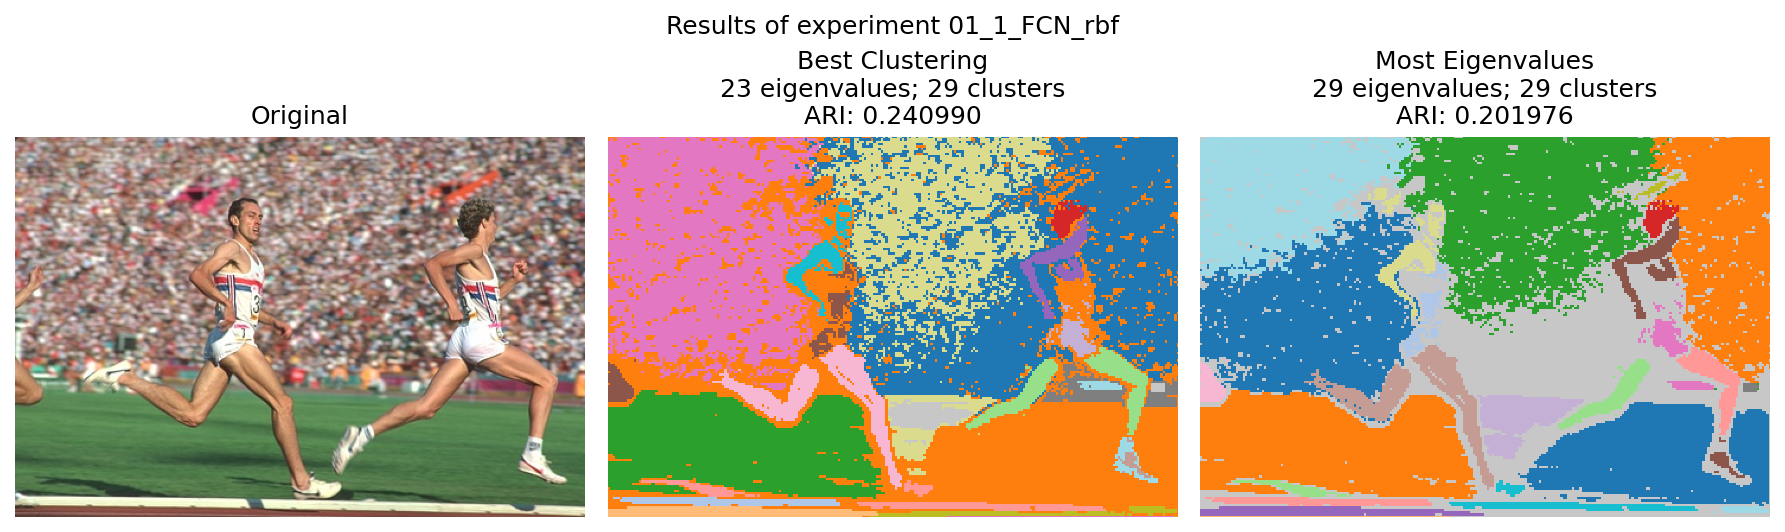 Results of experiment 01_1_FCN_rbf
Original
Best Clustering
23 eigenvalues; 29 clusters
ARI: 0.240990
Most Eigenvalues
29 eigenvalues; 29 clusters
ARI: 0.201976